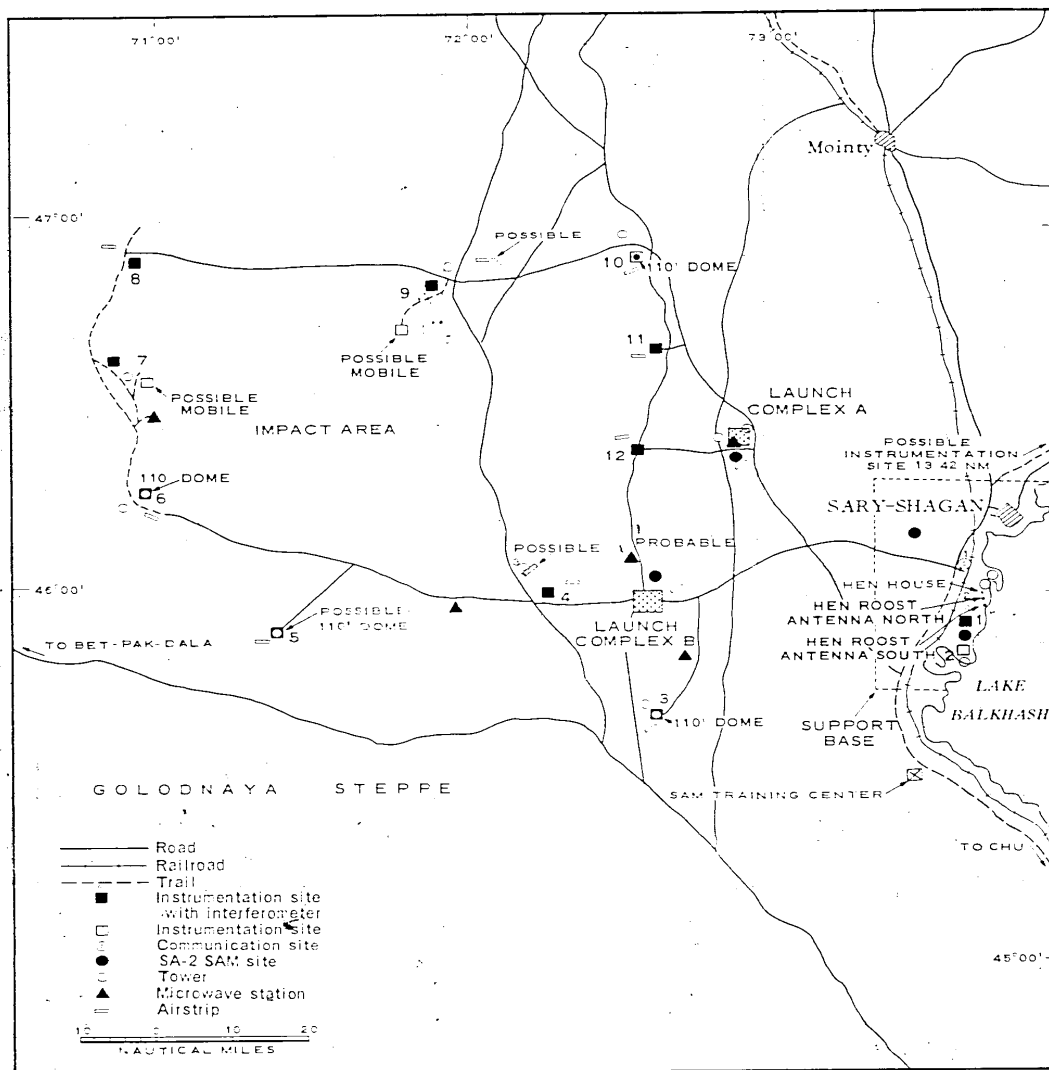 71°00'
72°00'
73°00'
Mointy
47°00'
POSSIBLE
10
110' DOME
8
9
POSSIBLE
MOBILE
11
7
POSSIBLE
MOBILE
LAUNCH
COMPLEX A
IMPACT AREA
POSSIBLE
INSTRUMENTATION
SITE 13 42 NM
12
110 DOME
6
SARY-SHAGAN
POSSIBLE
PROBABLE
46°00'
4
HEN HOUSE
HEN ROOST
ANTENNA NORTH
1
POSSIBLE
110' DOME
5
LAUNCH
COMPLEX B
HEN ROOST
ANTENNA SOUTH
2
TO BET-PAK-DALA
LAKE
BALKHASH
3
110' DOME
SUPPORT
BASE
GOLODNAYA STEPPE
SAM TRAINING CENTER
TO CHU
Road
Railroad
Trail
Instrumentation site
with interferometer
Instrumentation site
Communication site
SA-2 SAM site
Tower
Microwave station
Airstrip
45°00'
10 0 10 20
NAUTICAL MILES